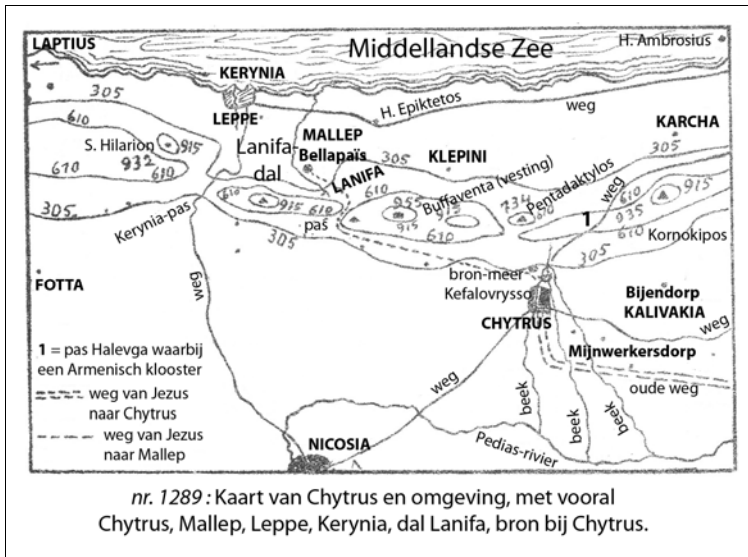 Middellandse Zee
H. Ambrosius
LAPTIUS
KERYNIA
305
H. Epiktetos
weg
610
LEPPE
Lanifa-
dal
MALLEP
Bellapaïs
KARCHA
S. Hilarion
915
932
610
610
305
KLEPINI
LANIFA
610
Buffaventa (vesting)
Pentadaktylos
weg
915
305
Kerynia-pas
610
915
610
pas
955
915
915
610
734
610
1
935
610
Kornokipos
305
305
FOTTA
weg
bron-meer
Kefalovrysso
CHYTRUS
Bijendorp
KALIVAKIA
weg
1 = pas Halevga waarbij
een Armenisch klooster
weg van Jezus
naar Chytrus
weg van Jezus
naar Mallep
weg
Mijnwerkersdorp
oude weg
beek
beek
beek
NICOSIA
Pedias-rivier
nr. 1289 : Kaart van Chytrus en omgeving, met vooral
Chytrus, Mallep, Leppe, Kerynia, dal Lanifa, bron bij Chytrus.